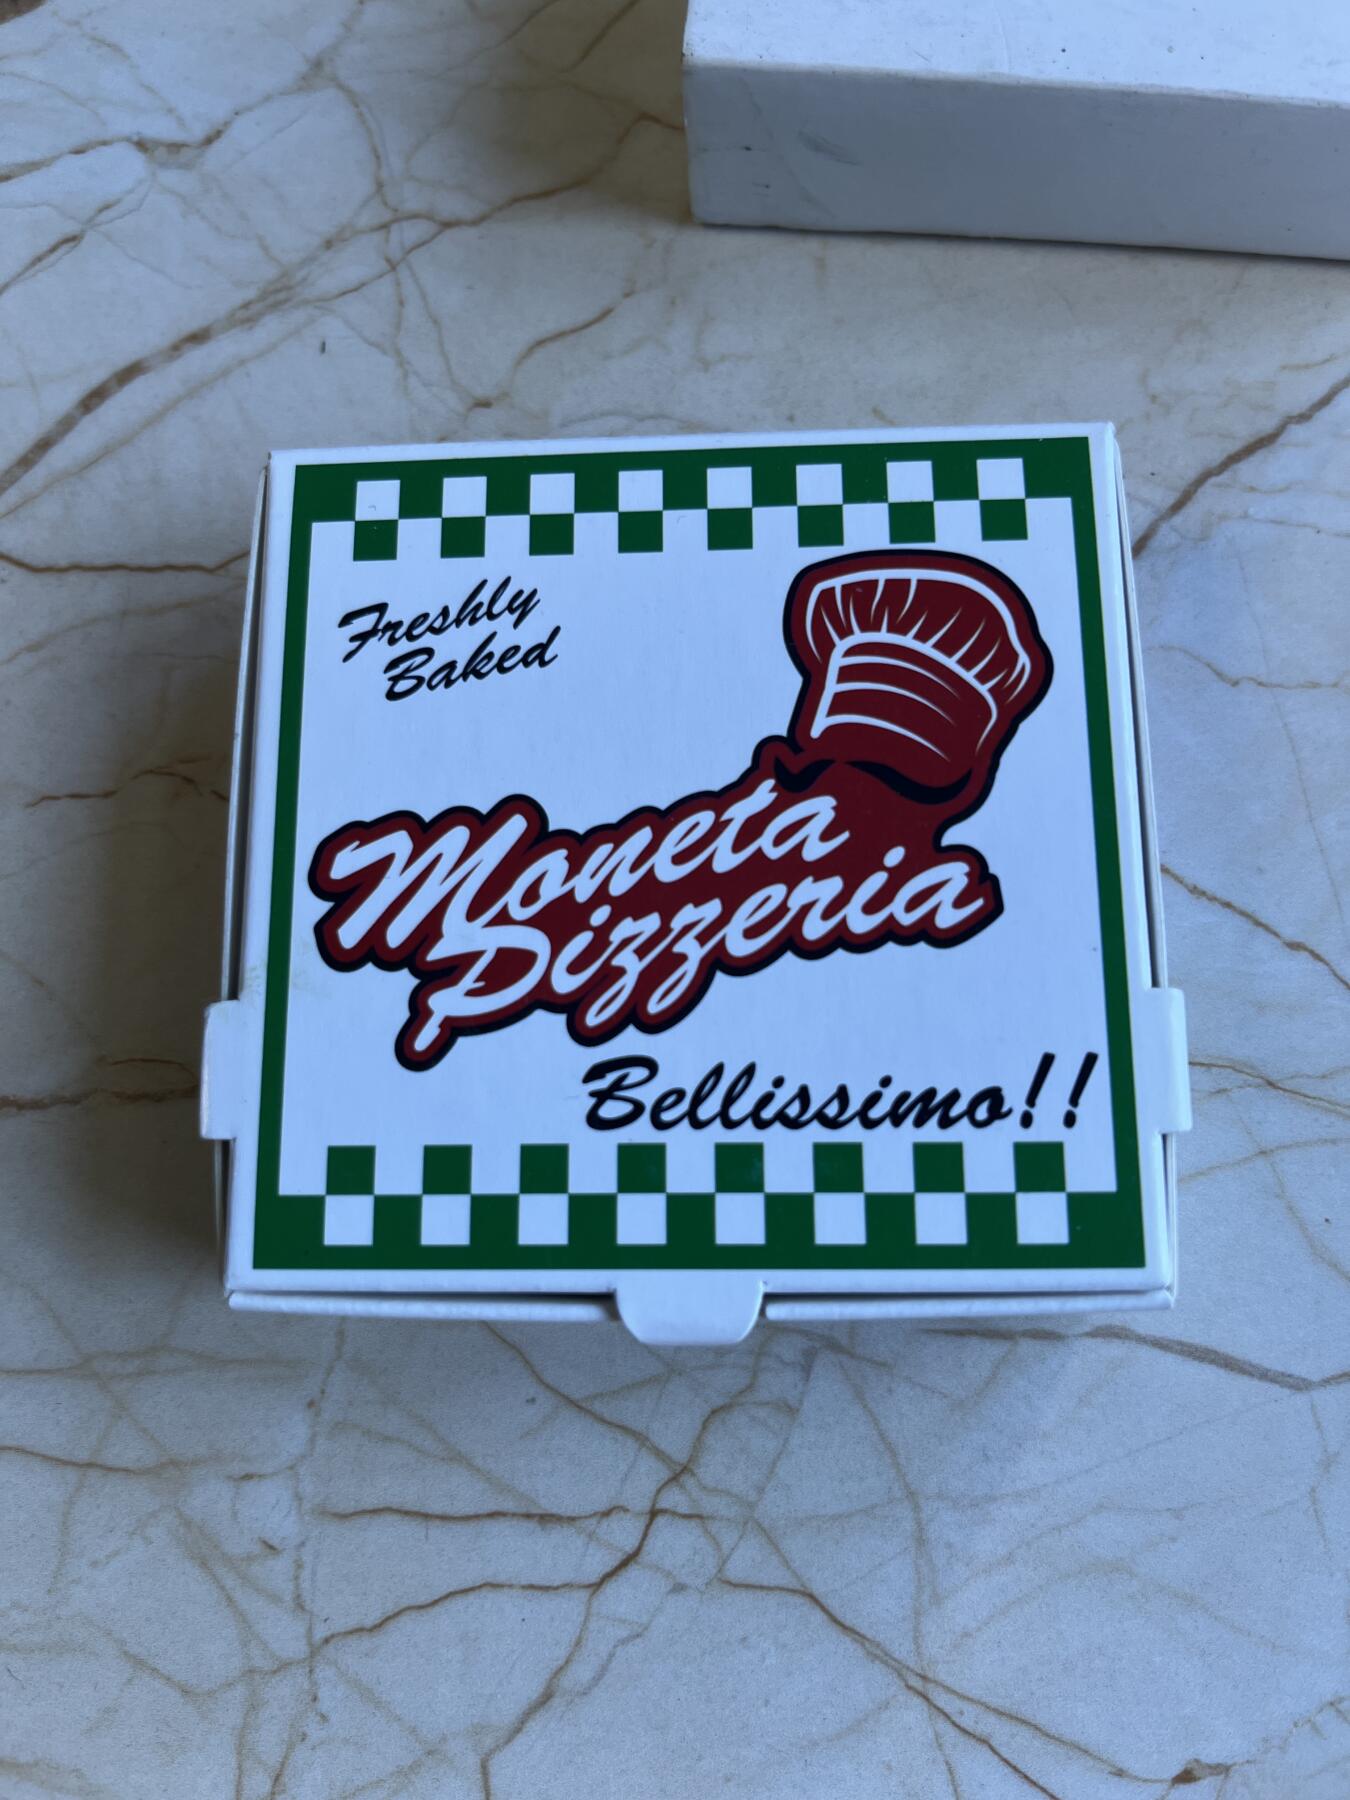 Freshly
Baked
Moneta
Pizzeria
Bellissimo!!